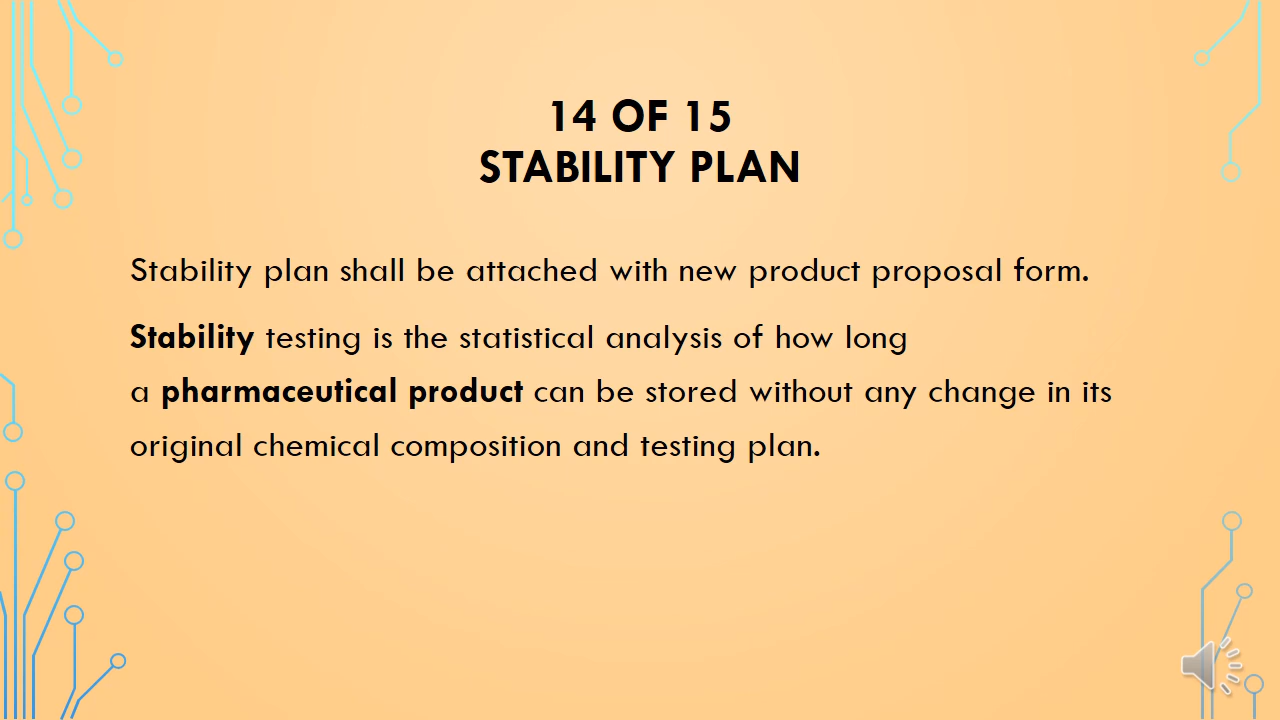 14 OF 15
STABILITY PLAN
Stability plan shall be attached with new product proposal form.
Stability testing is the statistical analysis of how long
a pharmaceutical product can be stored without any change in its
original chemical composition and testing plan.